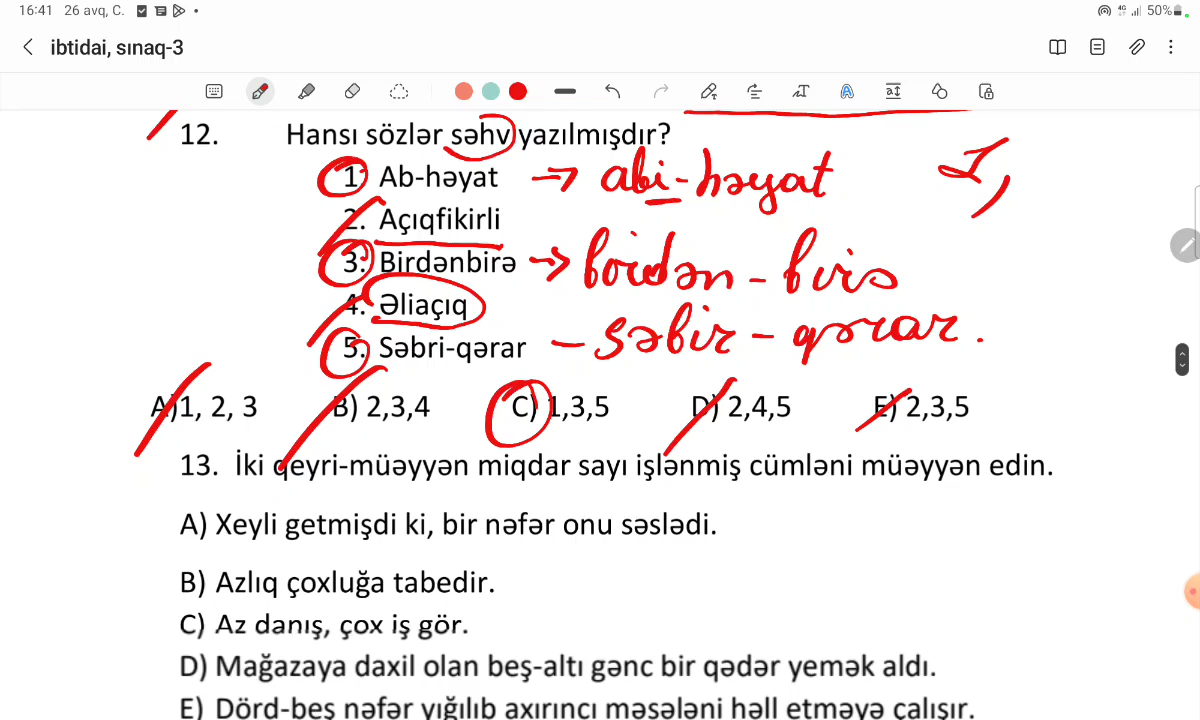 16:41 26 avq, C.
4G 50%
ibtidai, sınaq-3
12. Hansı sözlər səhv yazılmışdır?
1. Ab-həyat → abi-həyat
2. Açıqfikirli
3. Birdənbirə → birdən-birə
4. Əliaçıq
5. Səbri-qərar – səbir-qərar.
A) 1, 2, 3 B) 2,3,4 C) 1,3,5 D) 2,4,5 E) 2,3,5
13. İki qeyri-müəyyən miqdar sayı işlənmiş cümləni müəyyən edin.
A) Xeyli getmişdi ki, bir nəfər onu səslədi.
B) Azlıq çoxluğa tabedir.
C) Az danış, çox iş gör.
D) Mağazaya daxil olan beş-altı gənc bir qədər yemək aldı.
E) Dörd-beş nəfər yığılıb axırıncı məsələni həll etməyə çalışır.